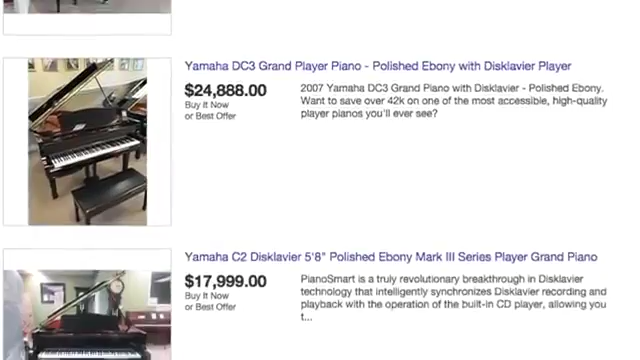 Yamaha DC3 Grand Player Piano - Polished Ebony with Disklavier Player
$24,888.00
Buy It Now
or Best Offer
2007 Yamaha DC3 Grand Piano with Disklavier - Polished Ebony.
Want to save over 42k on one of the most accessible, high-quality
player pianos you'll ever see?
Yamaha C2 Disklavier 5'8" Polished Ebony Mark III Series Player Grand Piano
$17,999.00
Buy It Now
or Best Offer
PianoSmart is a truly revolutionary breakthrough in Disklavier
technology that intelligently synchronizes Disklavier recording and
playback with the operation of the built-in CD player, allowing you
t...